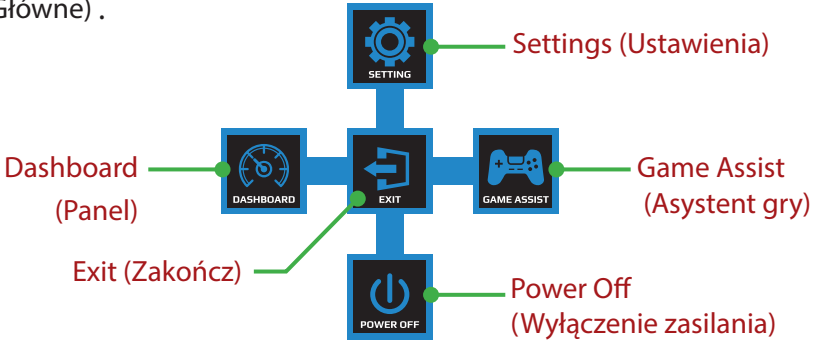 Główne) .
SETTING
Settings (Ustawienia)
Dashboard
(Panel)
DASHBOARD
EXIT
GAME ASSIST
Game Assist
(Asystent gry)
Exit (Zakończ)
POWER OFF
Power Off
(Wyłączenie zasilania)